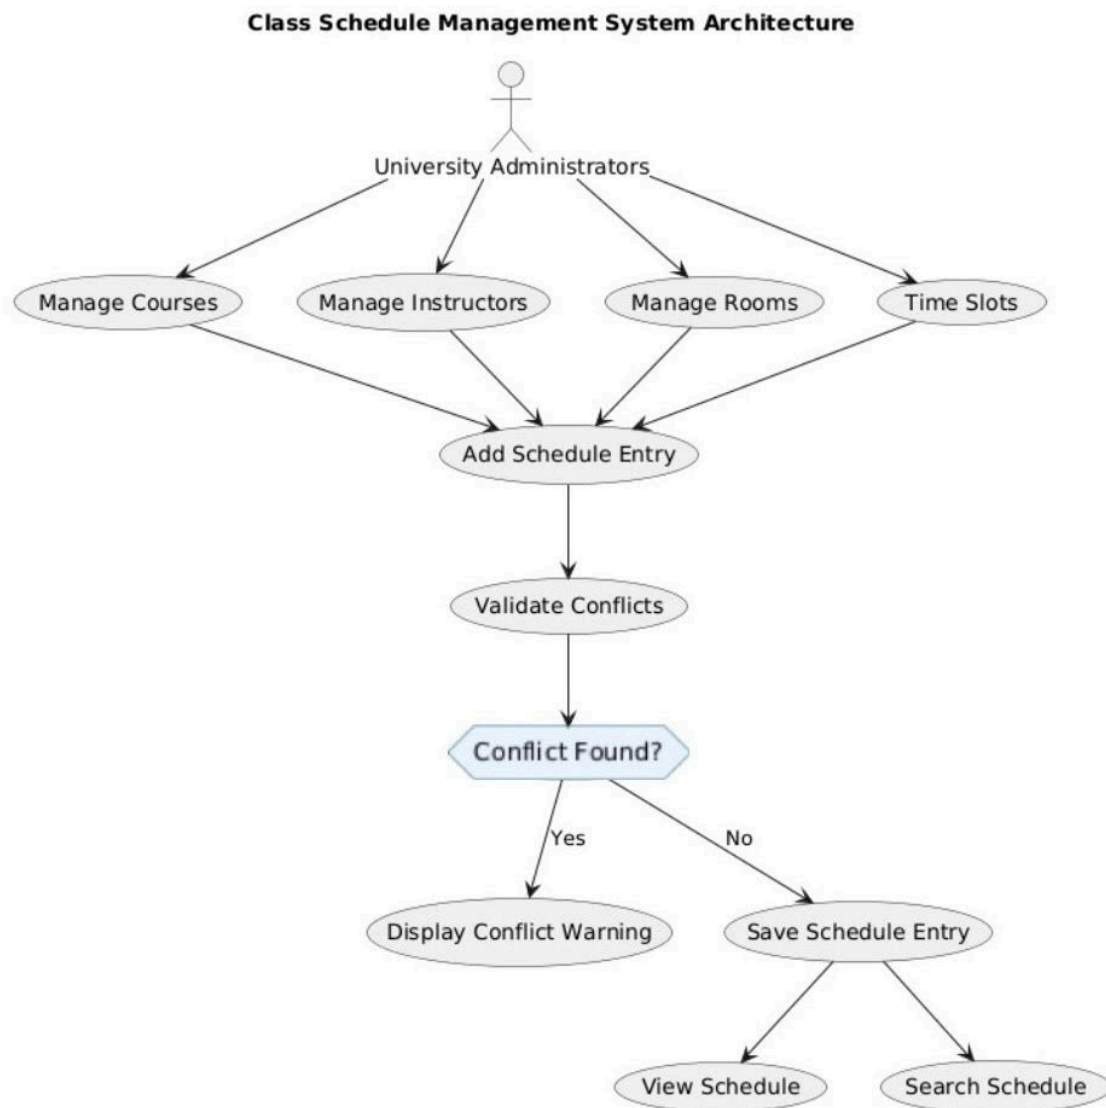 Class Schedule Management System Architecture
University Administrators
Manage Courses
Manage Instructors
Manage Rooms
Time Slots
Add Schedule Entry
Validate Conflicts
Conflict Found?
Yes
No
Display Conflict Warning
Save Schedule Entry
View Schedule
Search Schedule